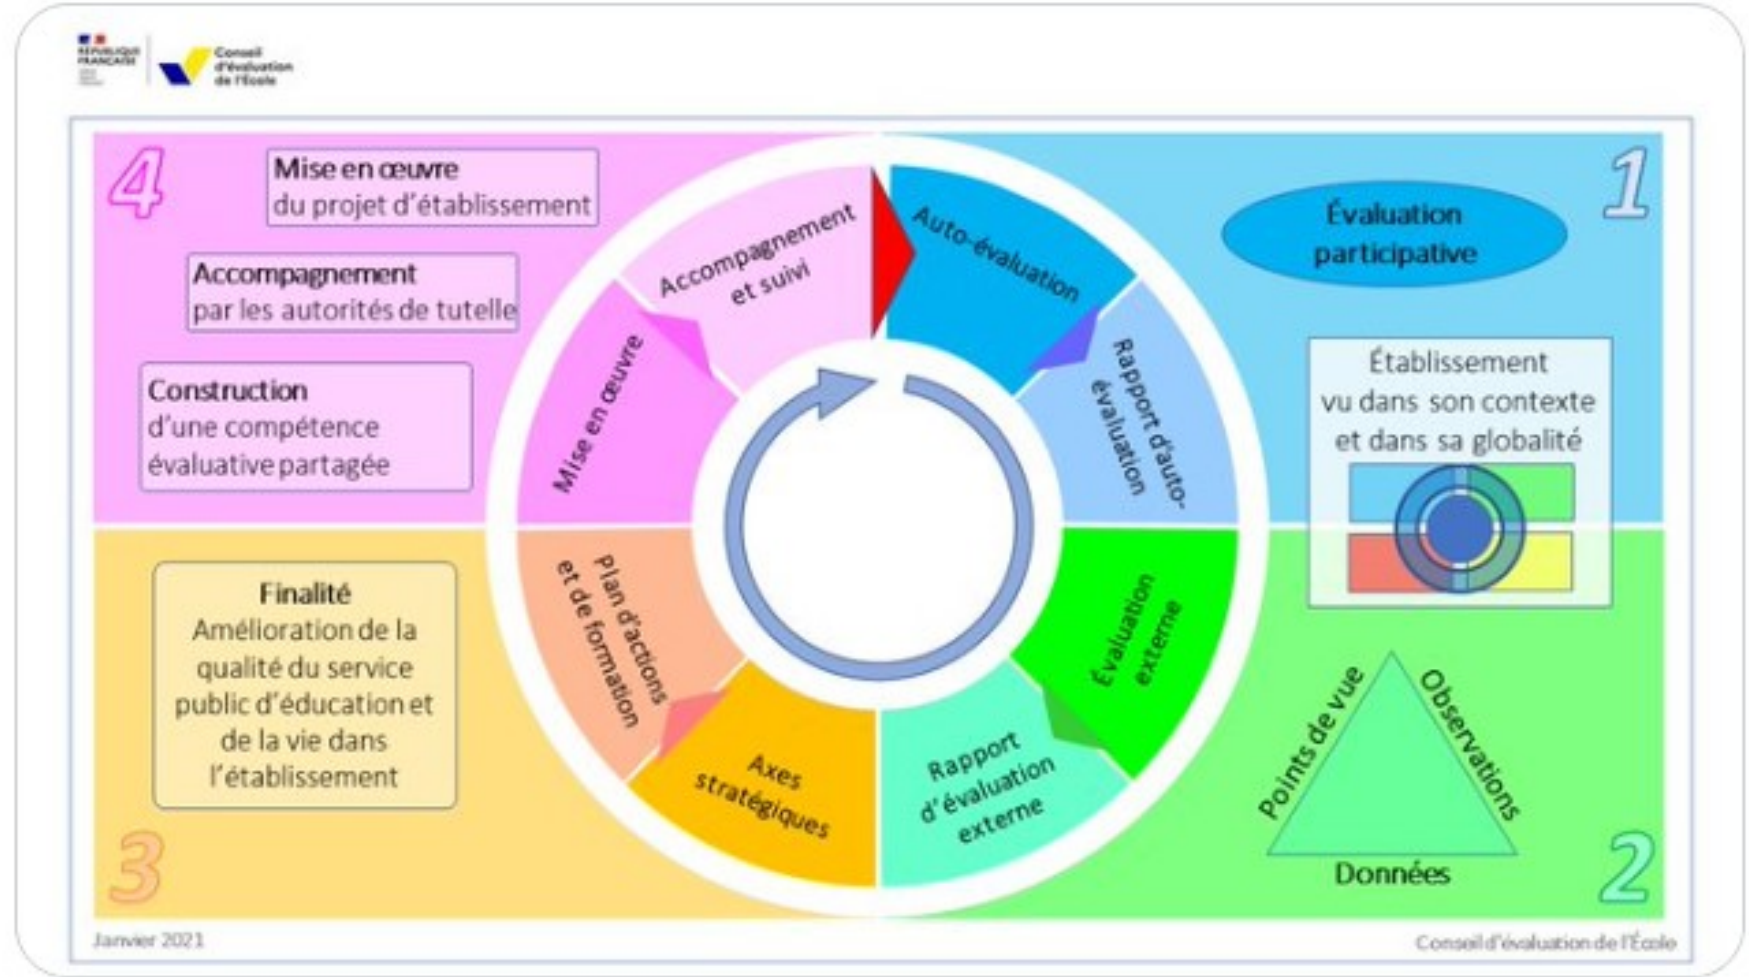 RÉPUBLIQUE
FRANÇAISE
Conseil
d'évaluation
de l'École
4
Mise en œuvre
du projet d'établissement
Accompagnement
par les autorités de tutelle
Construction
d'une compétence
évaluative partagée
Accompagnement
et suivi
Auto-évaluation
1
Évaluation
participative
Rapport d'auto-
évaluation
Établissement
vu dans son contexte
et dans sa globalité
Mise en œuvre
Plan d'actions
et de formation
Évaluation
externe
Finalité
Amélioration de la
qualité du service
public d'éducation et
de la vie dans
l'établissement
Axes
stratégiques
Rapport
d'évaluation
externe
Points de vue
Observations
Données
3
2
Janvier 2021
Conseil d'évaluation de l'École